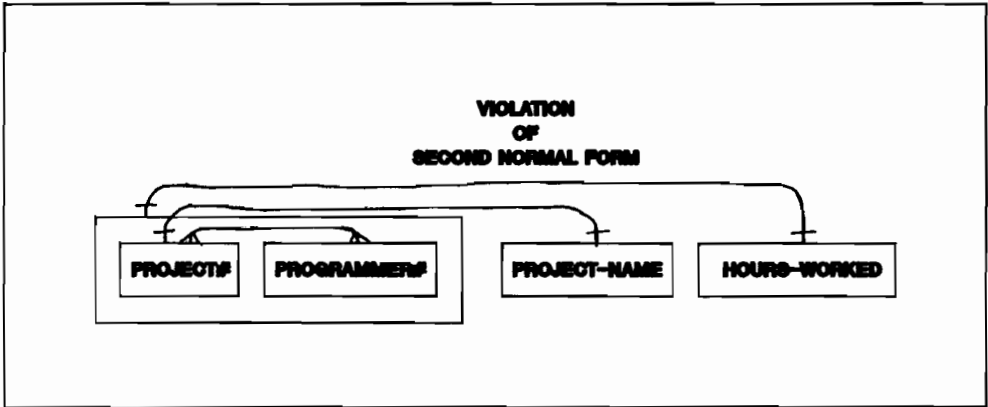 VIOLATION
OF
SECOND NORMAL FORM
PROJECT# PROGRAMMER# PROJECT-NAME HOURS-WORKED